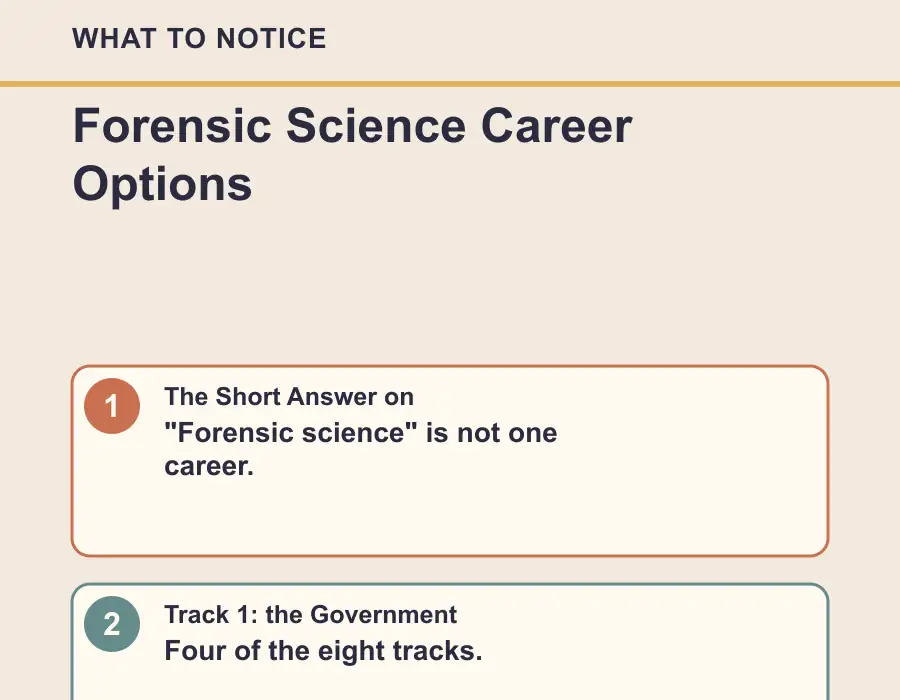 WHAT TO NOTICE
Forensic Science Career
Options
1
The Short Answer on
"Forensic science" is not one
career.
2
Track 1: the Government
Four of the eight tracks.